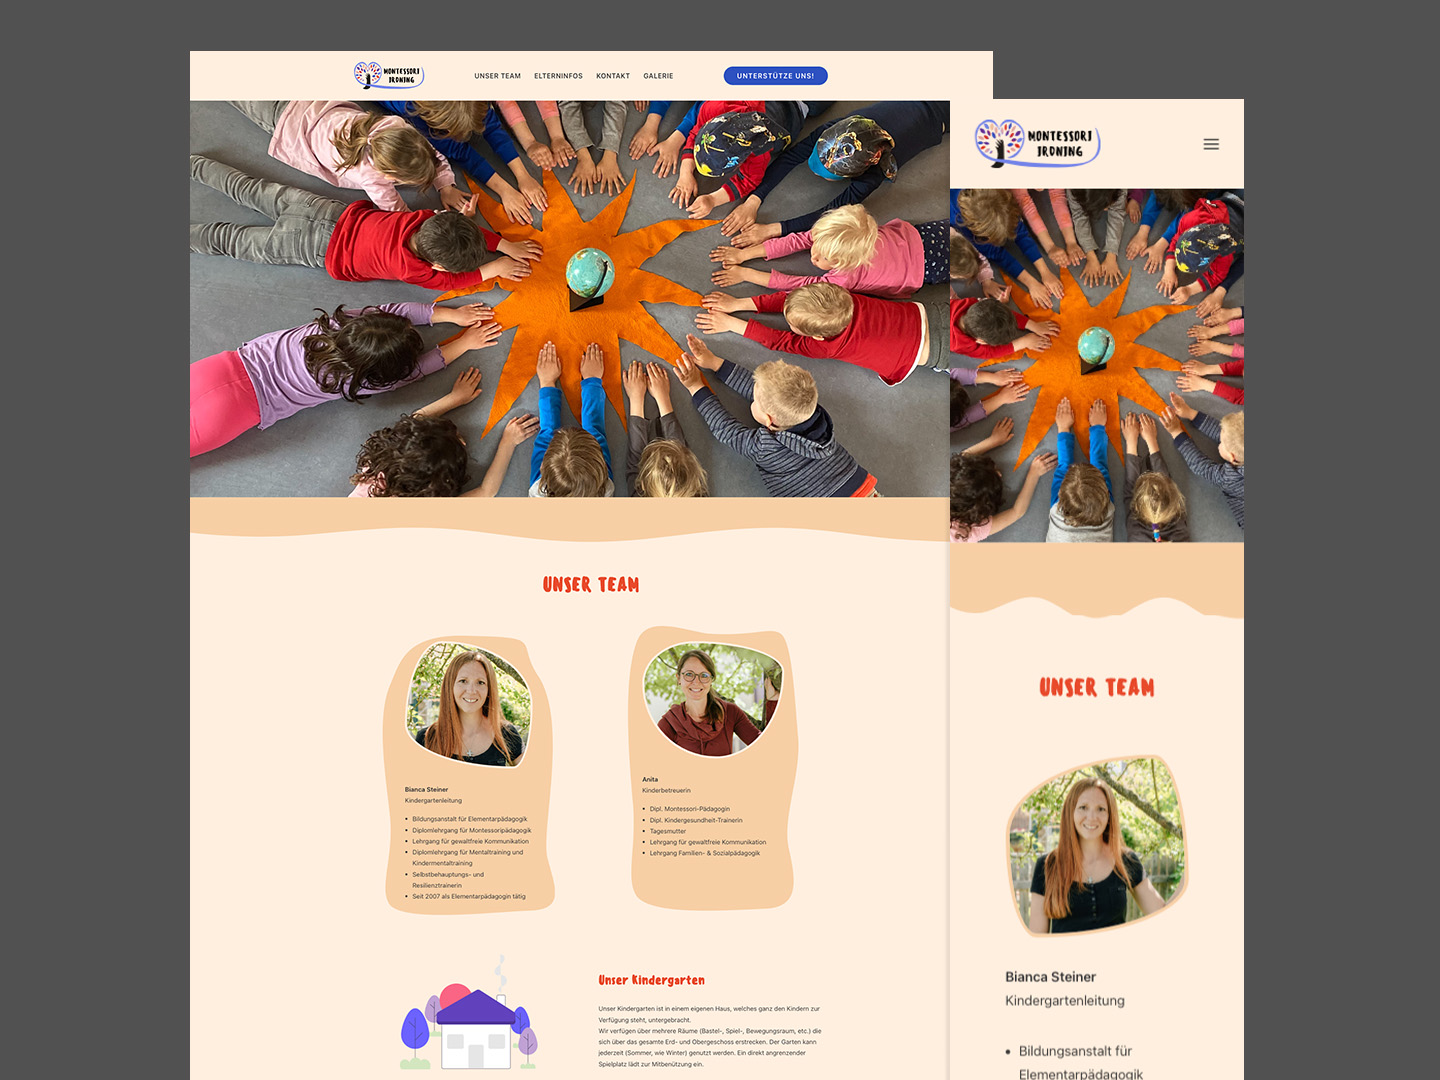 MONTESSORI
IRONING
UNSER TEAM
ELTERNINFOS
KONTAKT
GALERIE
UNTERSTÜTZE UNS!
UNSER TEAM
Bianca Steiner
Kindergartenleitung
• Bildungsanstalt für Elementarpädagogik
• Diplomlehrgang für Montessoripädagogik
• Lehrgang für gewaltfreie Kommunikation
• Diplomlehrgang für Mentaltraining und
Kindermentaltraining
• Selbstbehauptungs- und
Resilienztrainerin
• Seit 2007 als Elementarpädagogin tätig
Anita
Kinderbetreuerin
• Dipl. Montessori-Pädagogin
• Dipl. Kindergesundheit-Trainerin
• Tagesmutter
• Lehrgang für gewaltfreie Kommunikation
• Lehrgang Familien- & Sozialpädagogik
Unser Kindergarten
Unser Kindergarten ist in einem eigenen Haus, welches ganz den Kindern zur
Verfügung steht, untergebracht.
Wir verfügen über mehrere Räume (Bastel-, Spiel-, Bewegungsraum, etc.) die
sich über das gesamte Erd- und Obergeschoss erstrecken. Der Garten kann
jederzeit (Sommer, wie Winter) genutzt werden. Ein direkt angrenzender
Spielplatz lädt zur Mitbenützung ein.
MONTESSORI
IRONING
UNSER TEAM
Bianca Steiner
Kindergartenleitung
• Bildungsanstalt für
Elementarpädagogik